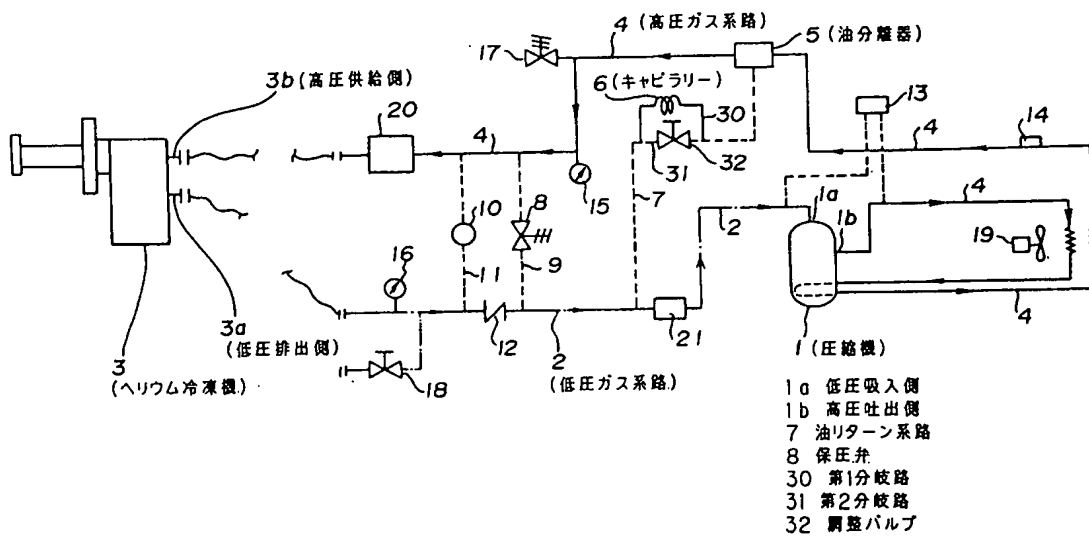 4 (高圧ガス系路)
5 (油分離器)
17
6 (キャピラリー)
3b (高圧供給側)
30
13
14
20
4
4
31
32
1a
15
7
2
4
10
8
1b
19
16
11
9
3a
(低圧排出側)
12
2
21
4
3
(ヘリウム冷凍機)
18
(低圧ガス系路)
1 (圧縮機)
1a 低圧吸入側
1b 高圧吐出側
7 油リターン系路
8 保圧弁
30 第1分岐路
31 第2分岐路
32 調整バルブ